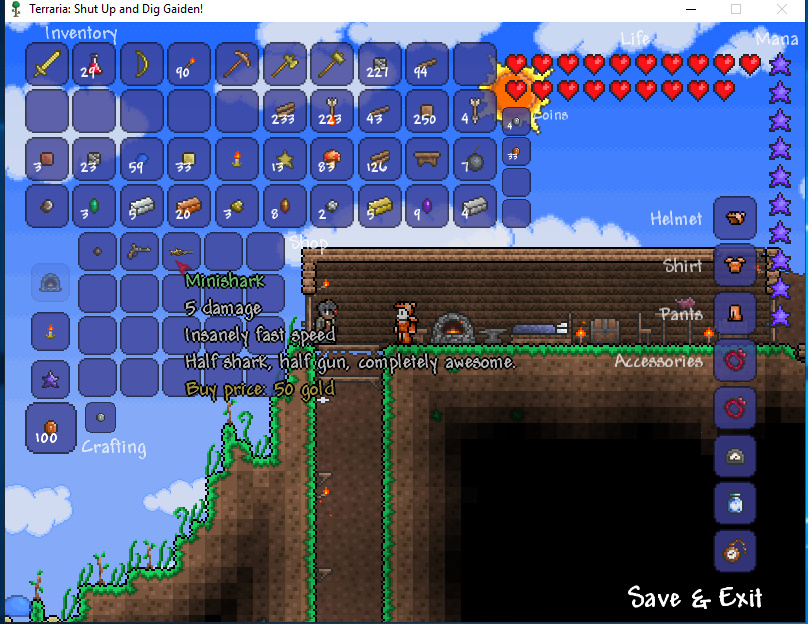 Terraria: Shut Up and Dig Gaiden!
Inventory
Life
Mana
29
90
227
94
233
223
43
250
4
Coins
4
3
23
59
33
13
83
126
7
33
3
5
20
3
8
2
5
9
4
Shop
Helmet
Shirt
Minishark
5 damage
Insanely fast speed
Pants
Half shark, half gun, completely awesome.
Accessories
Buy price: 50 gold
100
Crafting
Save & Exit